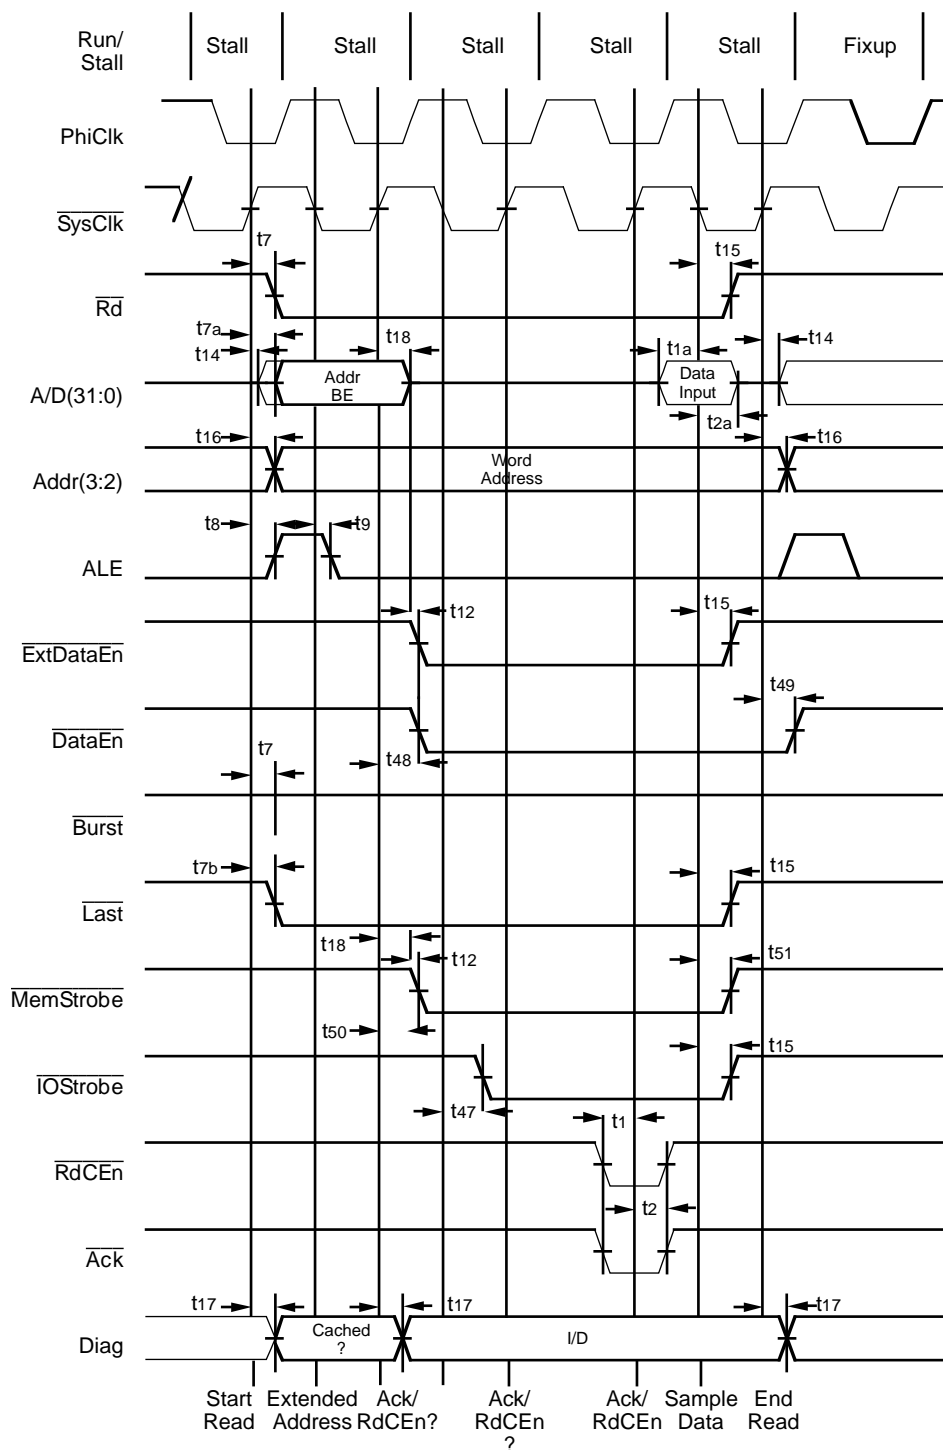 Run/
Stall
Stall
Stall
Stall
Stall
Stall
Fixup
PhiClk
SysClk
t7
t15
Rd
t7a
t14
t18
t1a
t14
Addr
BE
Data
Input
A/D(31:0)
t2a
t16
t16
Word
Address
Addr(3:2)
t8
t9
ALE
t12
t15
ExtDataEn
t49
DataEn
t7
t48
Burst
t7b
t15
Last
t18
t12
t51
MemStrobe
t50
t15
IOStrobe
t47
t1
RdCEn
t2
Ack
t17
t17
t17
Diag
Cached
?
I/D
Start
Read
Extended
Address
Ack/
RdCEn?
Ack/
RdCEn
?
Ack/
RdCEn
Sample
Data
End
Read